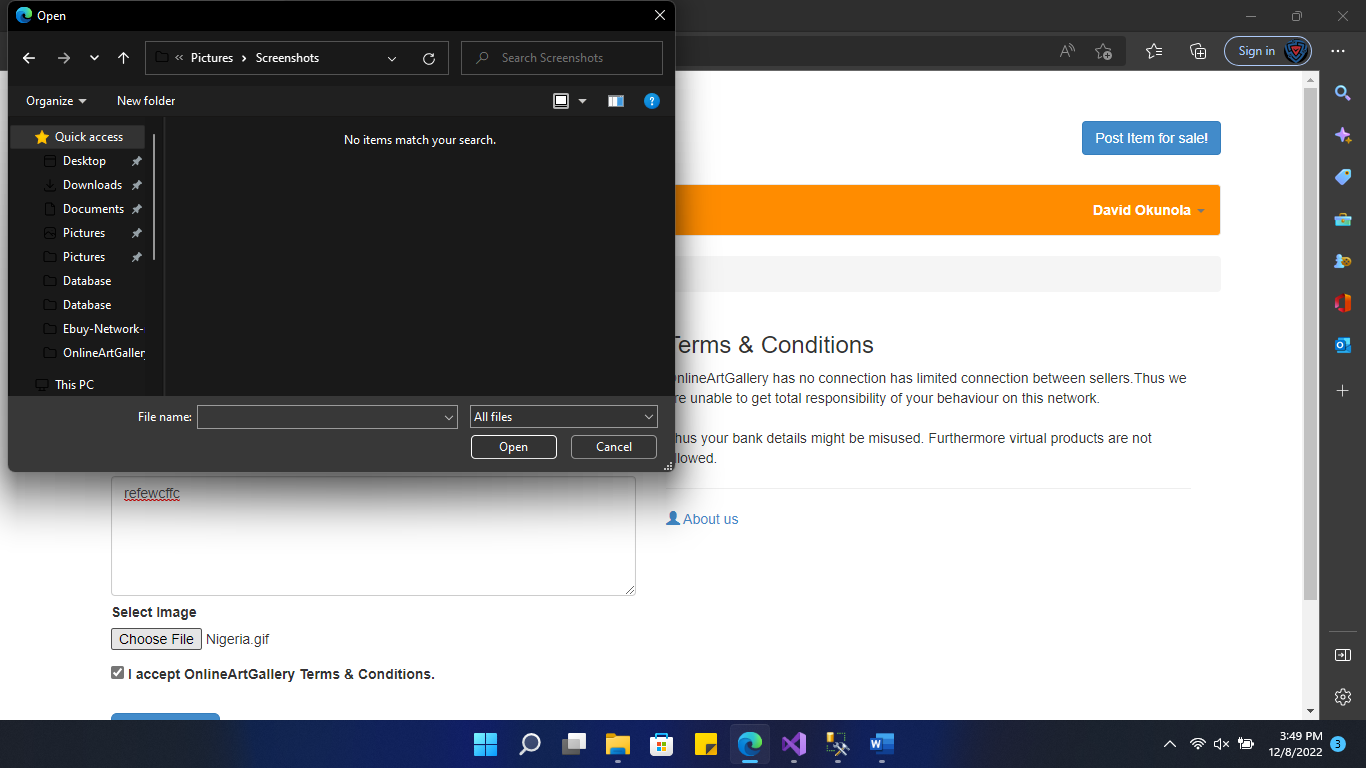 Open
Pictures > Screenshots
Search Screenshots
Sign in
Organize
New folder
Quick access
Desktop
Downloads
Documents
Pictures
Pictures
Database
Database
Ebuy-Network-
OnlineArtGaller
This PC
No items match your search.
File name:
All files
Open
Cancel
Post Item for sale!
David Okunola
Terms & Conditions
OnlineArtGallery has no connection has limited connection between sellers.Thus we
are unable to get total responsibility of your behaviour on this network.
Thus your bank details might be misused. Furthermore virtual products are not
allowed.
About us
refewcffc
Select Image
Choose File Nigeria.gif
I accept OnlineArtGallery Terms & Conditions.
3:49 PM
12/8/2022
3